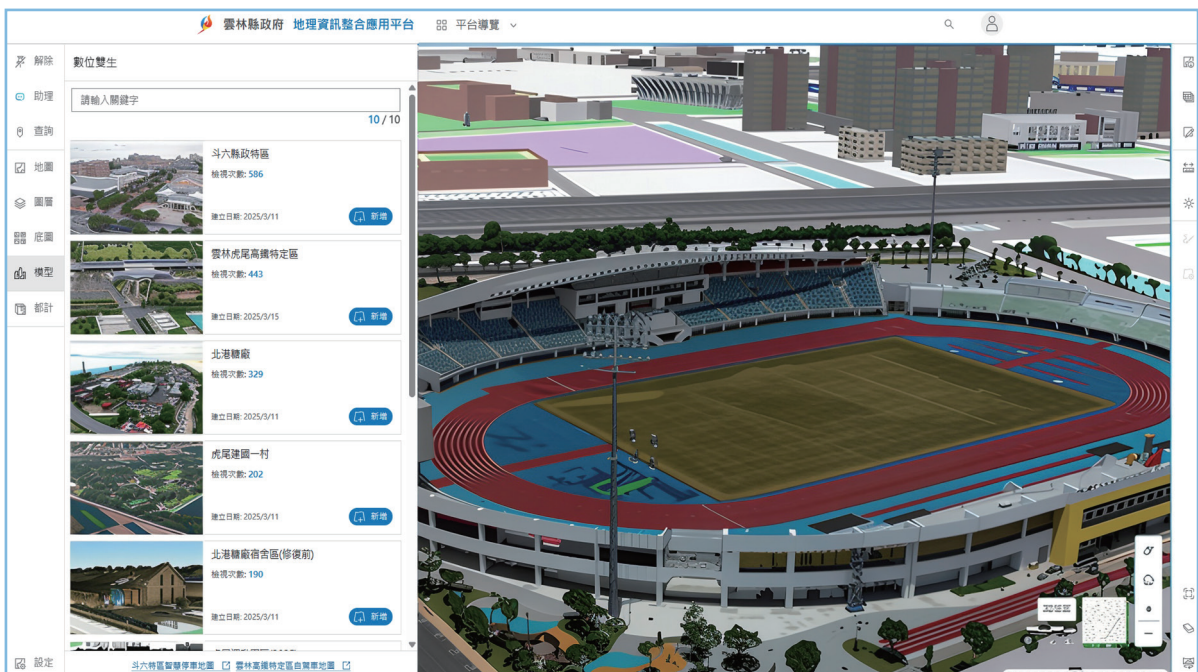 雲林縣政府 地理資訊整合應用平台 平台導覽
解除
助理
查詢
地圖
圖層
底圖
模型
都計
設定
數位雙生
請輸入關鍵字
10 / 10
斗六縣政特區
檢視次數: 586
建立日期: 2025/3/11
新增
雲林虎尾高鐵特定區
檢視次數: 443
建立日期: 2025/3/15
新增
北港糖廠
檢視次數: 329
建立日期: 2025/3/11
新增
虎尾建國一村
檢視次數: 202
建立日期: 2025/3/11
新增
北港糖廠宿舍區(修復前)
檢視次數: 190
建立日期: 2025/3/11
新增
斗六特區智慧停車地圖 雲林高鐵特定區自駕車地圖